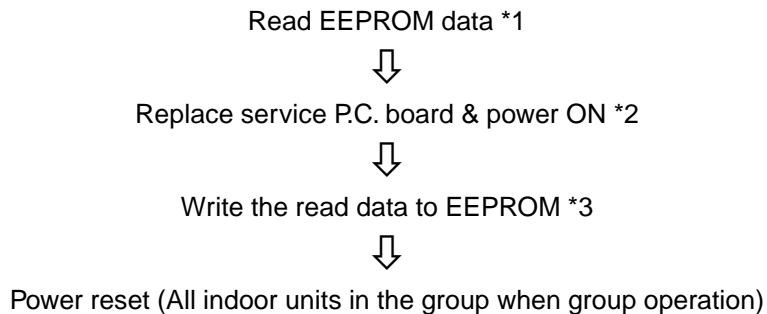 Read EEPROM data *1
Replace service P.C. board & power ON *2
Write the read data to EEPROM *3
Power reset (All indoor units in the group when group operation)